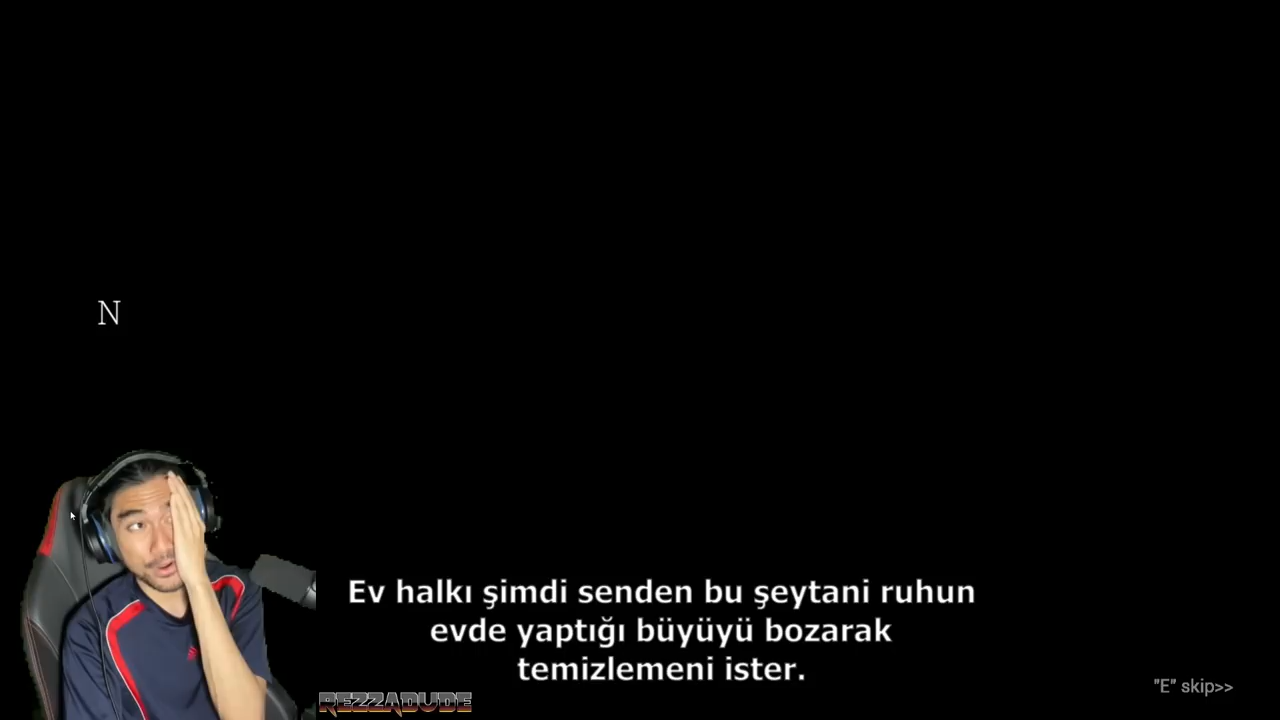 N
Ev halkı şimdi senden bu şeytani ruhun
evde yaptığı büyüyü bozarak
temizlemeni ister.
"E" skip>>
REZZADUDE